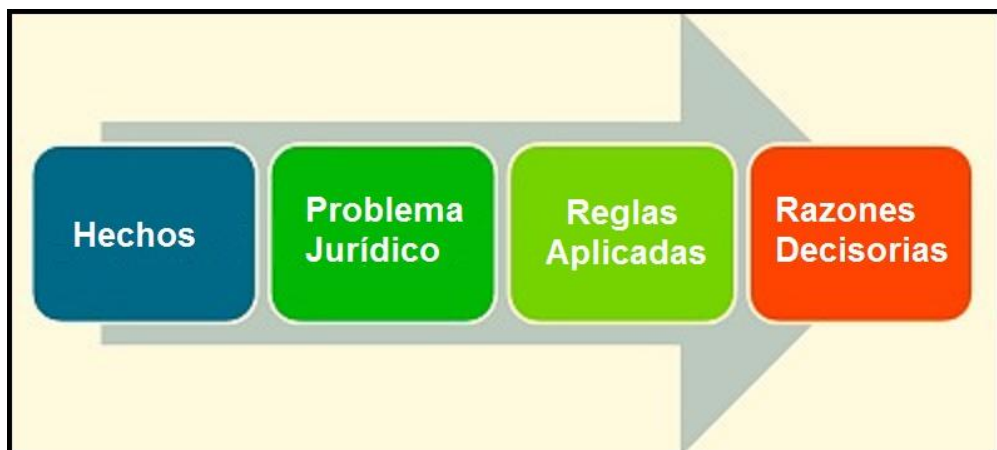 Hechos
Problema
Jurídico
Reglas
Aplicadas
Razones
Decisorias